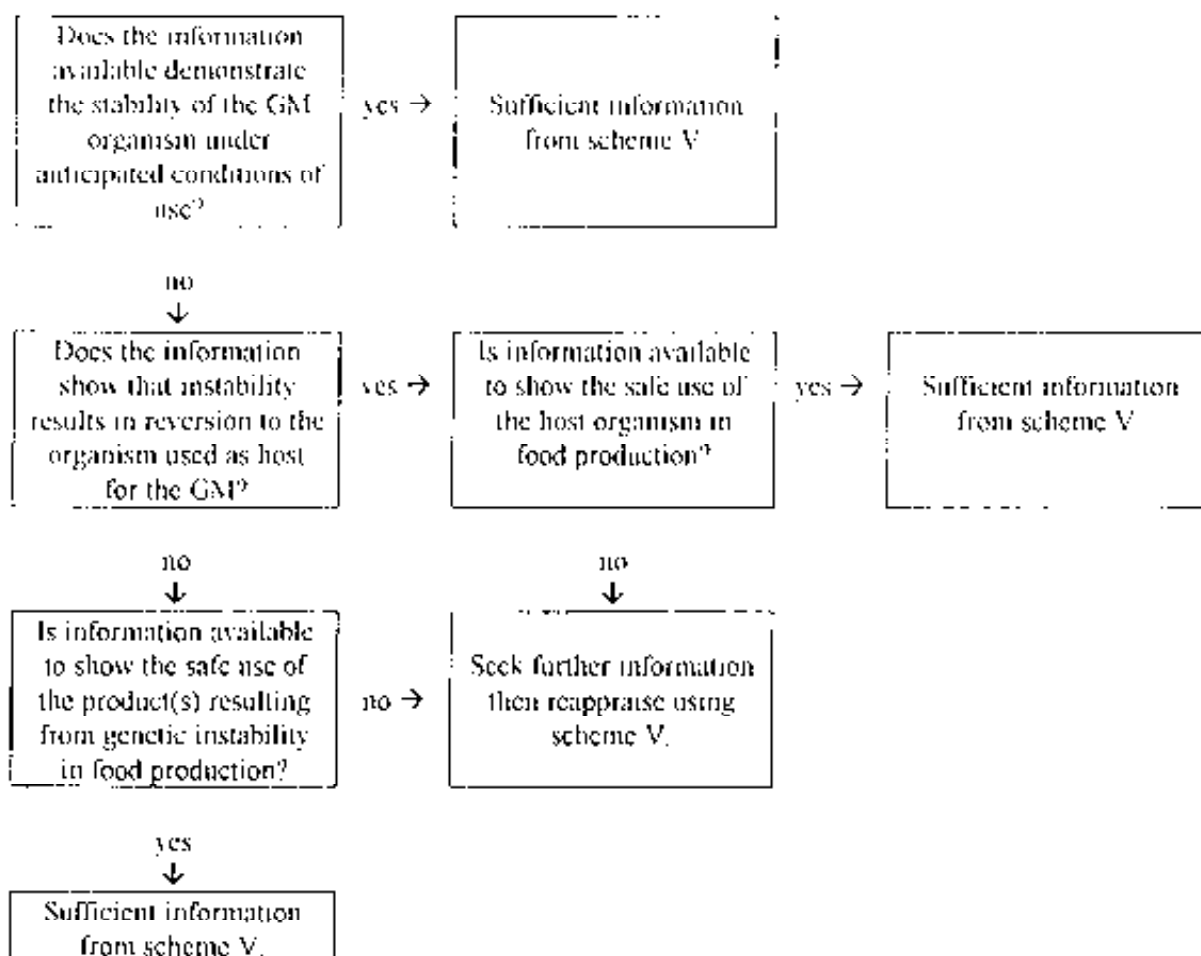 Does the information
available demonstrate
the stability of the GM
organism under
anticipated conditions of
use?
yes →
Sufficient information
from scheme V
no
↓
Does the information
show that instability
results in reversion to the
organism used as host
for the GM?
yes →
Is information available
to show the safe use of
the host organism in
food production?
yes →
Sufficient information
from scheme V
no
↓
no
↓
Is information available
to show the safe use of
the product(s) resulting
from genetic instability
in food production?
no →
Seek further information
then reappraise using
scheme V.
yes
↓
Sufficient information
from scheme V.